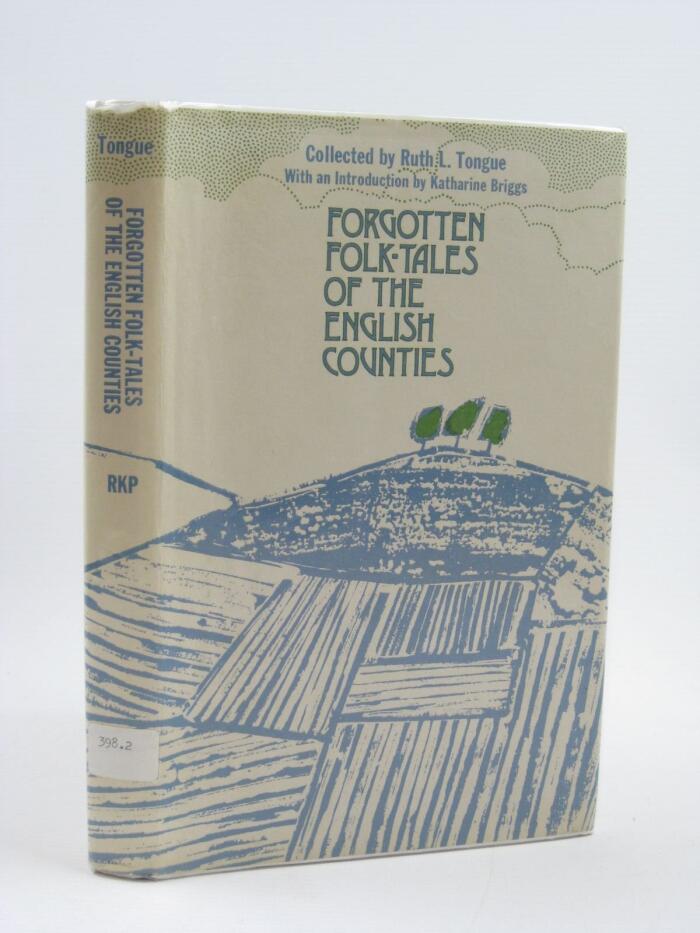 Tongue
FORGOTTEN FOLK-TALES
OF THE ENGLISH COUNTIES
RKP
398.2
Collected by Ruth L. Tongue
With an Introduction by Katharine Briggs
FORGOTTEN
FOLK-TALES
OF THE
ENGLISH
COUNTIES